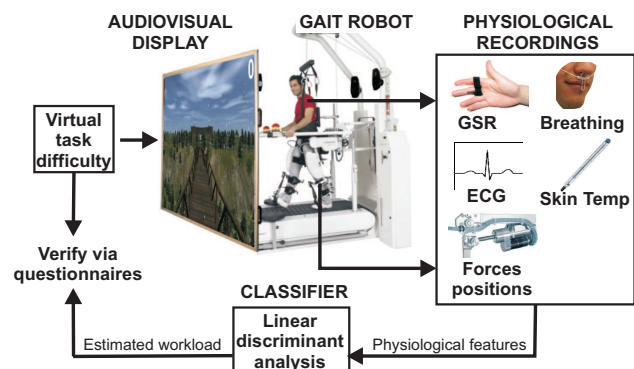 AUDIOVISUAL
DISPLAY
GAIT ROBOT
PHYSIOLOGICAL
RECORDINGS
0
Virtual
task
difficulty
GSR
Breathing
ECG
Skin Temp
Forces
positions
Verify via
questionnaires
CLASSIFIER
Linear
discriminant
analysis
Estimated workload
Physiological features